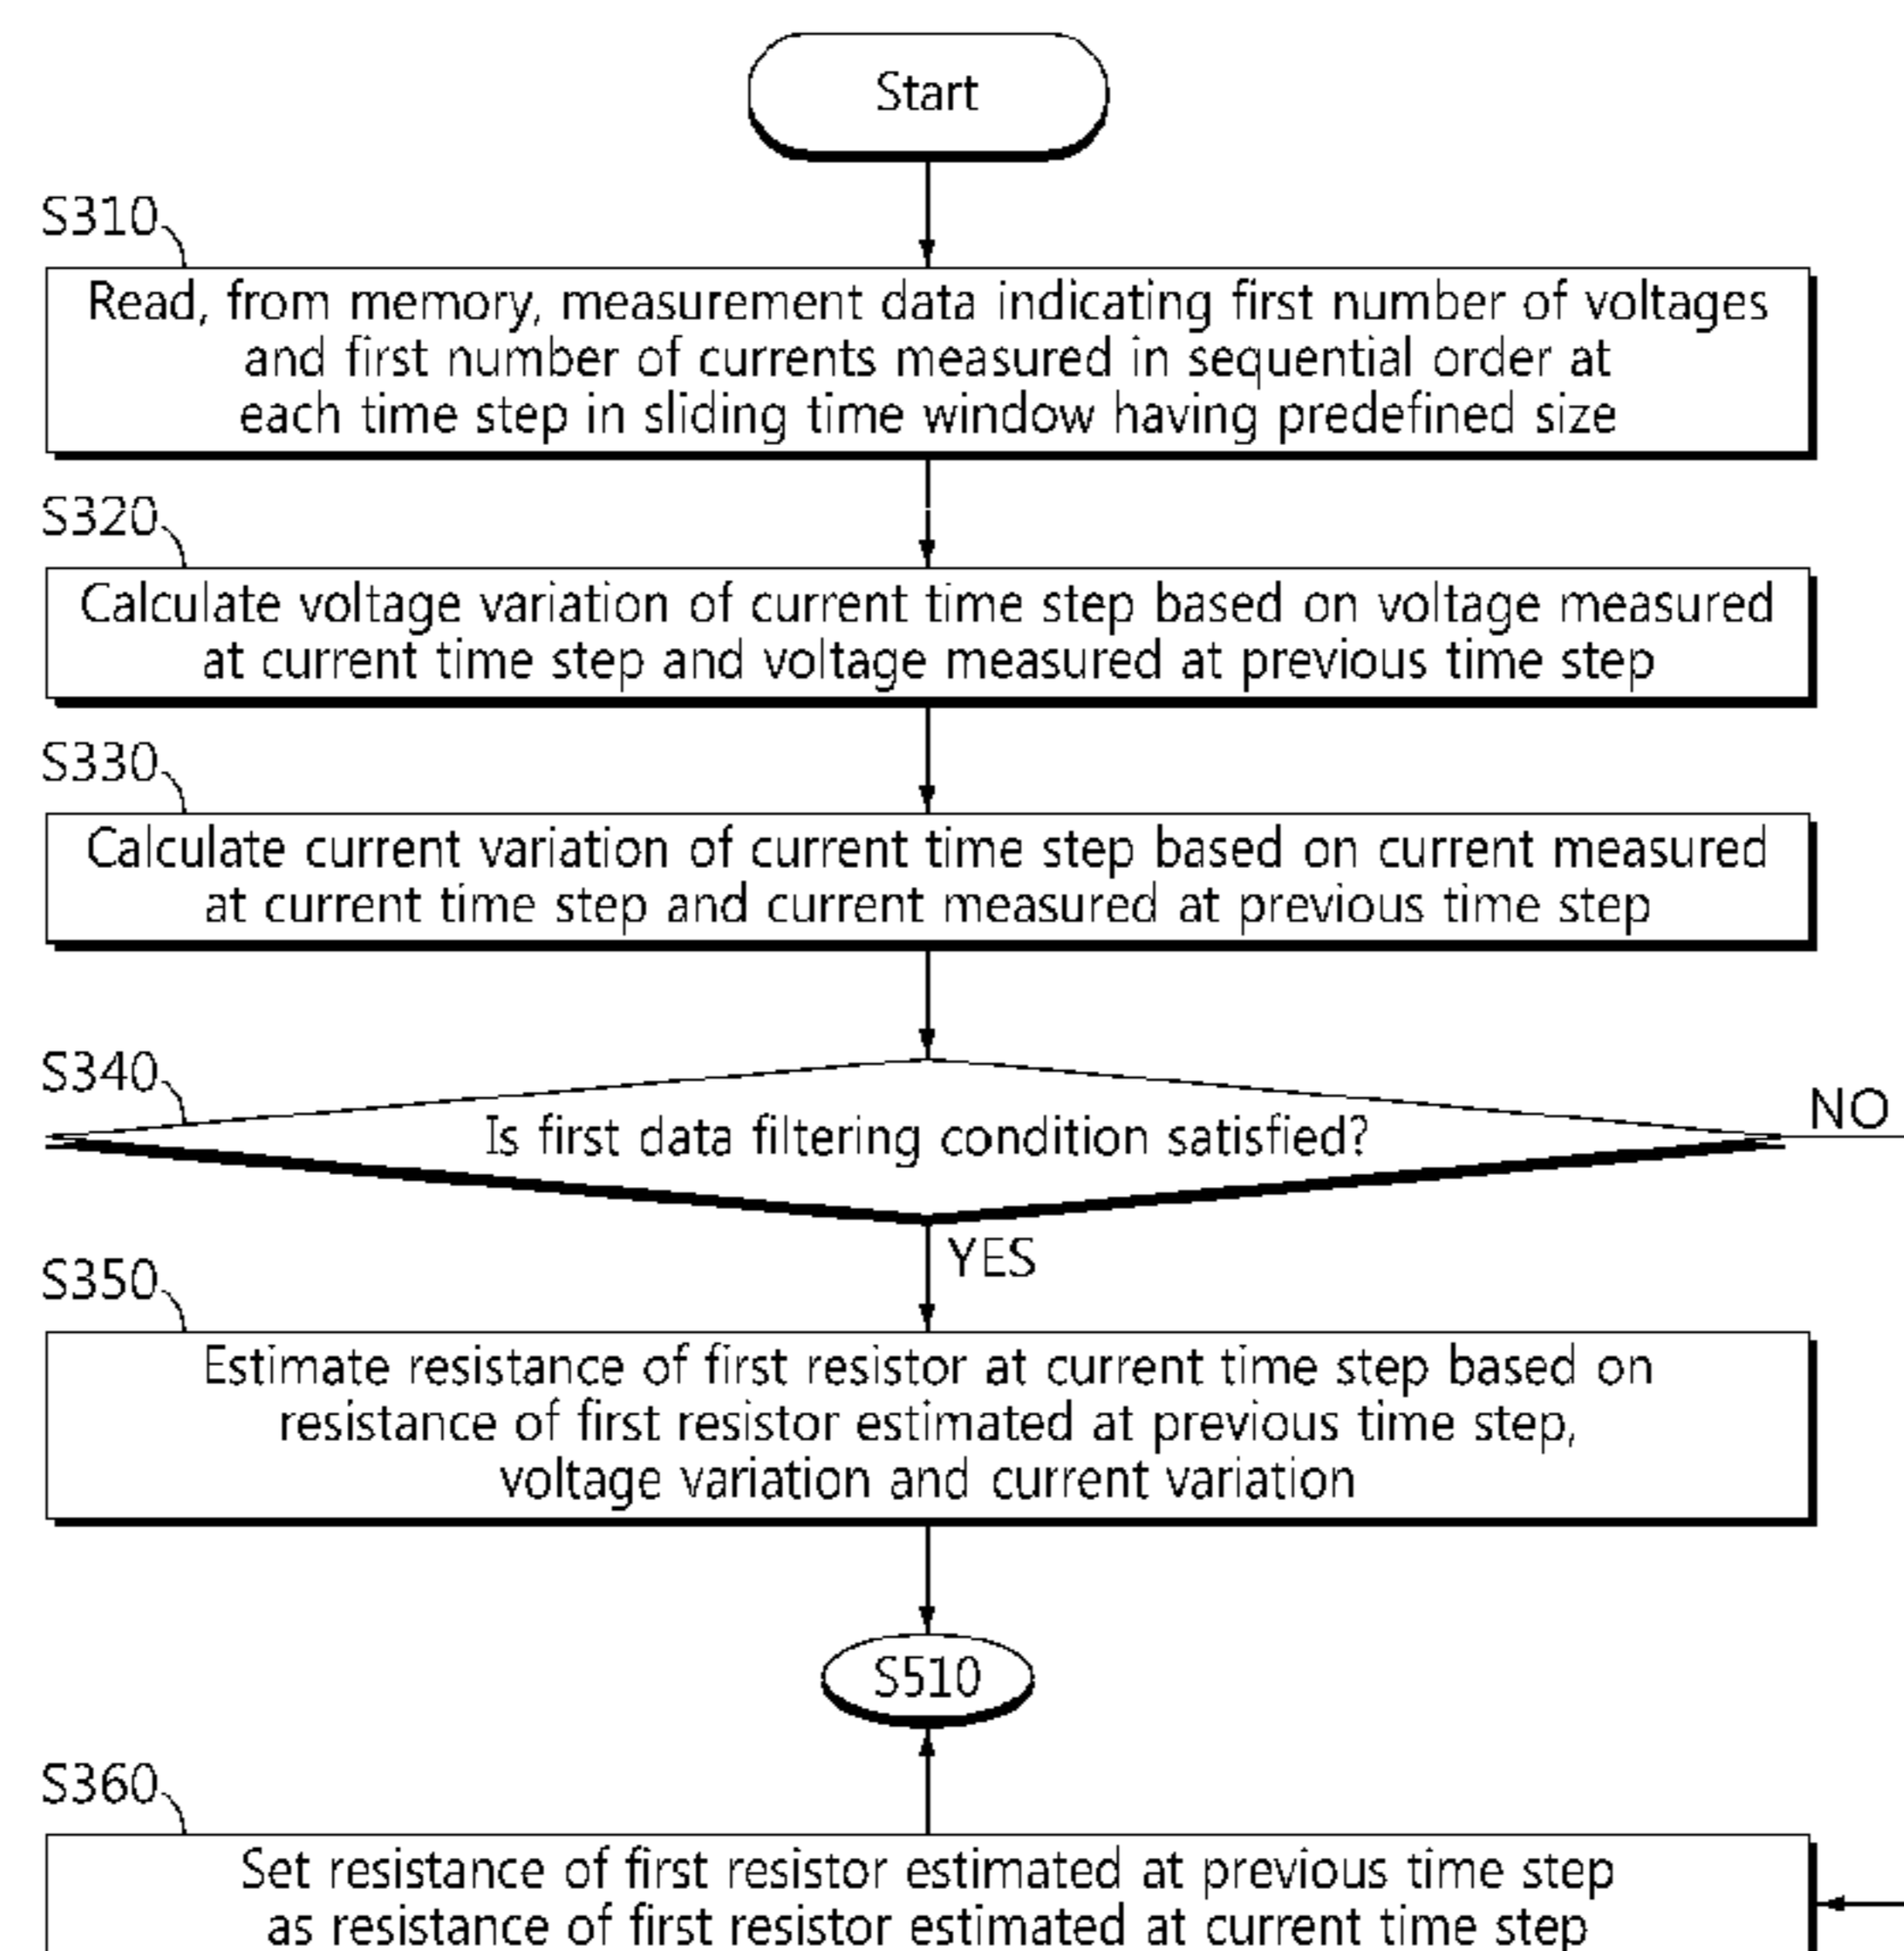 Start
S310
Read, from memory, measurement data indicating first number of voltages
and first number of currents measured in sequential order at
each time step in sliding time window having predefined size
S320
Calculate voltage variation of current time step based on voltage measured
at current time step and voltage measured at previous time step
S330
Calculate current variation of current time step based on current measured
at current time step and current measured at previous time step
S340
Is first data filtering condition satisfied?
NO
YES
S350
Estimate resistance of first resistor at current time step based on
resistance of first resistor estimated at previous time step,
voltage variation and current variation
S510
S360
Set resistance of first resistor estimated at previous time step
as resistance of first resistor estimated at current time step